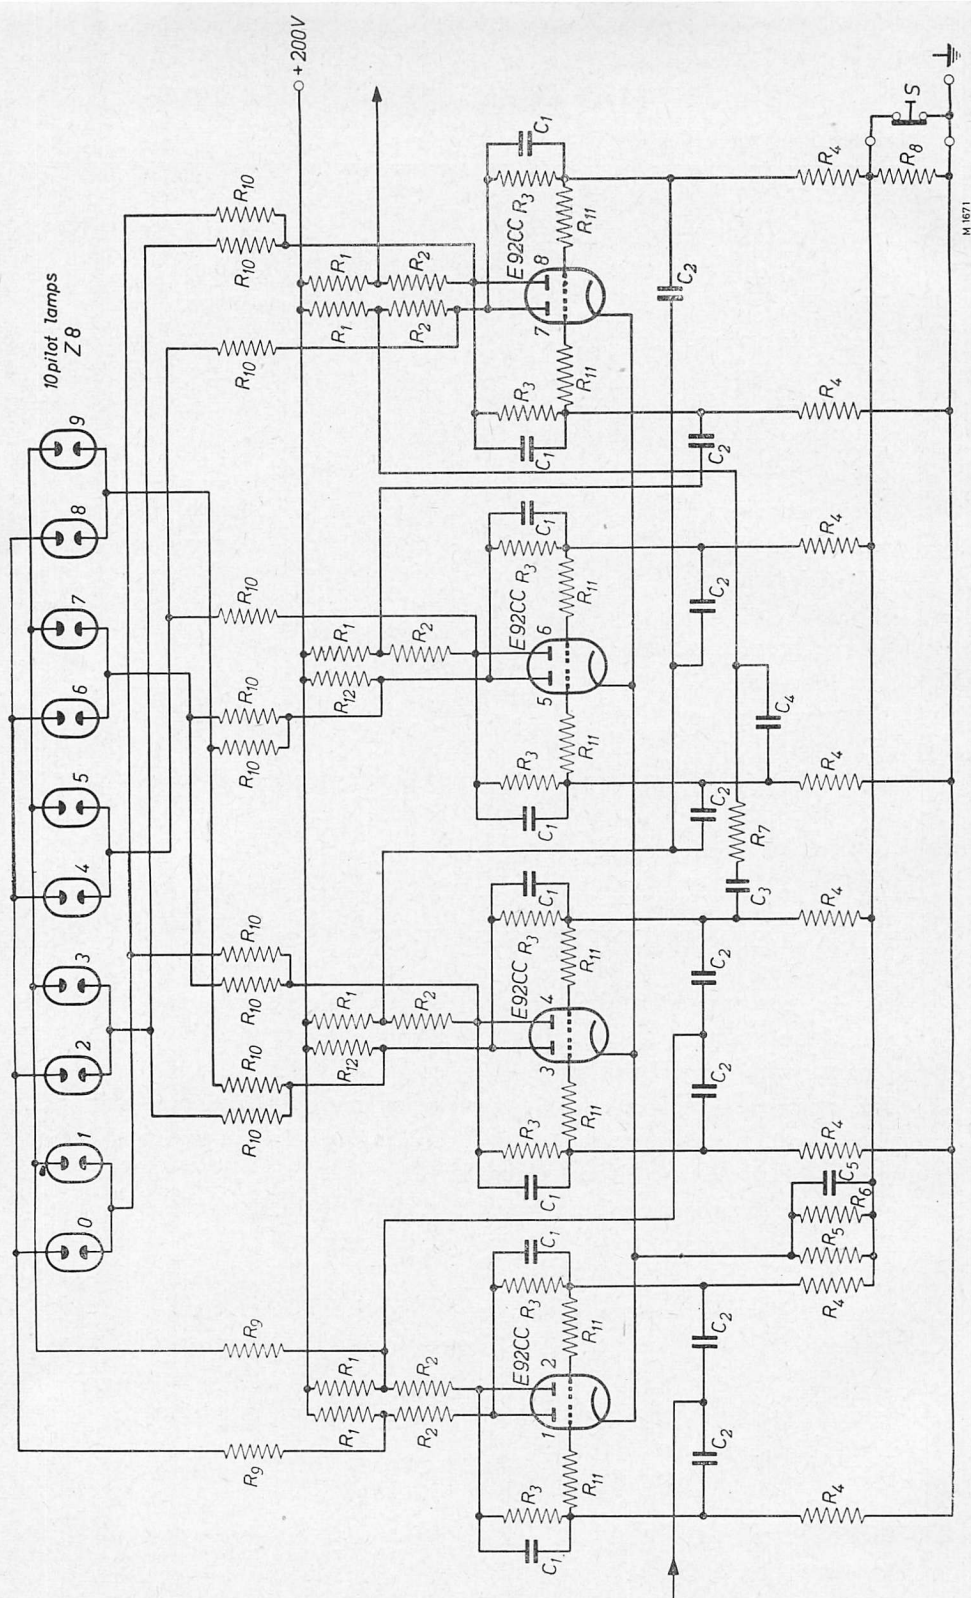 10 pilot lamps
Z 8
0 1 2 3 4 5 6 7 8 9
R9 R9 R10 R10 R10 R10 R10 R10 R10 R10 R10 R10
+ 200V
R1 R1 R12 R1 R12 R1 R1 R1
R2 R2 R2 R2 R2 R2
E92CC E92CC E92CC E92CC
R3 R3 R3 R3 R3 R3 R3 R3
C1 C1 C1 C1 C1 C1 C1 C1
1 2 3 4 5 6 7 8
R11 R11 R11 R11 R11 R11 R11 R11
C2 C2 C2 C2 C2 C2 C2 C2
C3 R7 C4
R4 R4 R4 R4 R4 R4 R4 R4
R5 R6 C5 R8 S
M 1671